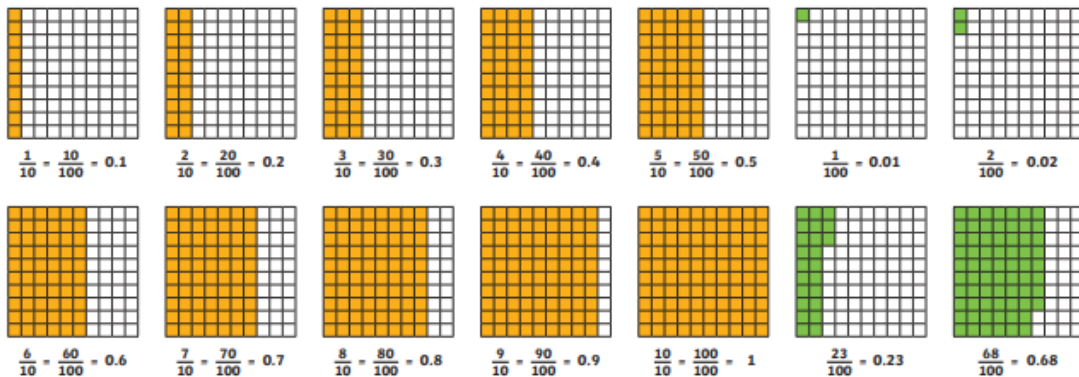 1/10 = 10/100 = 0.1
2/10 = 20/100 = 0.2
3/10 = 30/100 = 0.3
4/10 = 40/100 = 0.4
5/10 = 50/100 = 0.5
1/100 = 0.01
2/100 = 0.02
6/10 = 60/100 = 0.6
7/10 = 70/100 = 0.7
8/10 = 80/100 = 0.8
9/10 = 90/100 = 0.9
10/10 = 100/100 = 1
23/100 = 0.23
68/100 = 0.68